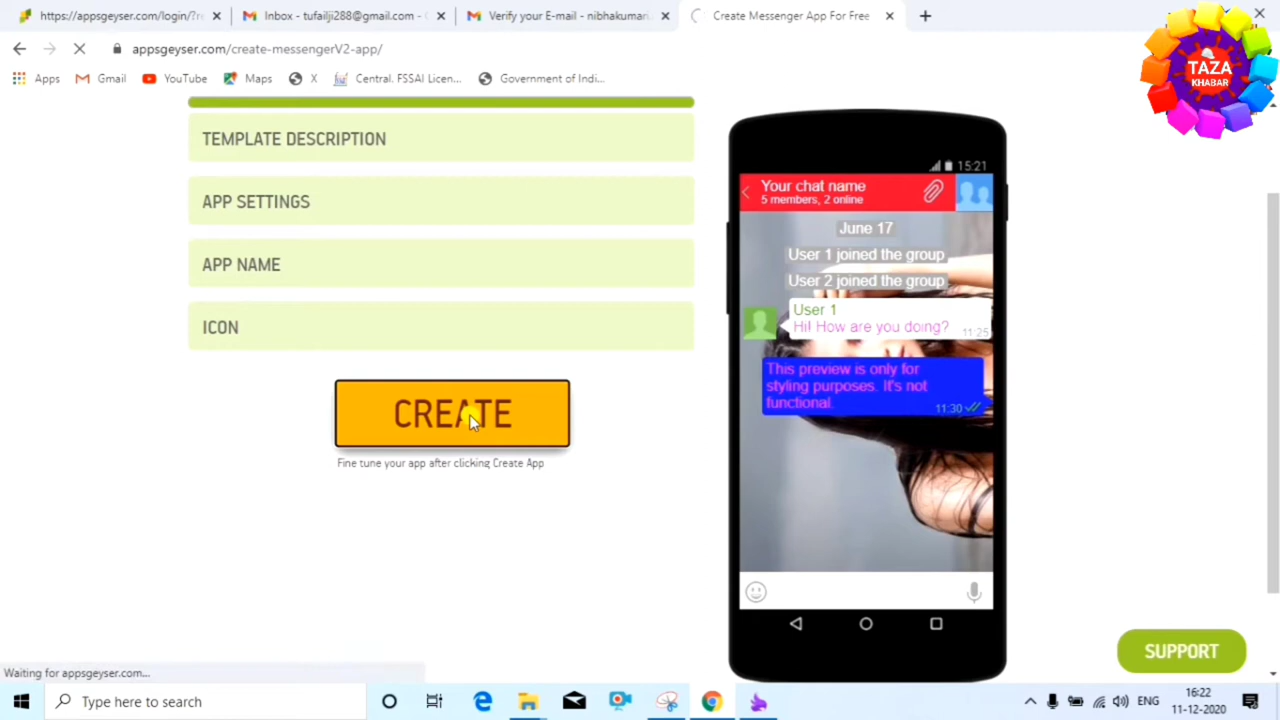 https://appsgeyser.com/login/?re
Inbox - tufailji288@gmail.com - G
Verify your E-mail - nibhakumari.
Create Messenger App For Free
appsgeyser.com/create-messengerV2-app/
Apps
Gmail
YouTube
Maps
X
Central. FSSAI Licen...
Government of Indi...
TAZA
KHABAR
TEMPLATE DESCRIPTION
APP SETTINGS
APP NAME
ICON
CREATE
Fine tune your app after clicking Create App
15:21
Your chat name
5 members, 2 online
June 17
User 1 joined the group
User 2 joined the group
User 1
Hi! How are you doing?
11:25
This preview is only for
styling purposes. It's not
functional.
11:30
SUPPORT
Waiting for appsgeyser.com...
Type here to search
ENG
16:22
11-12-2020